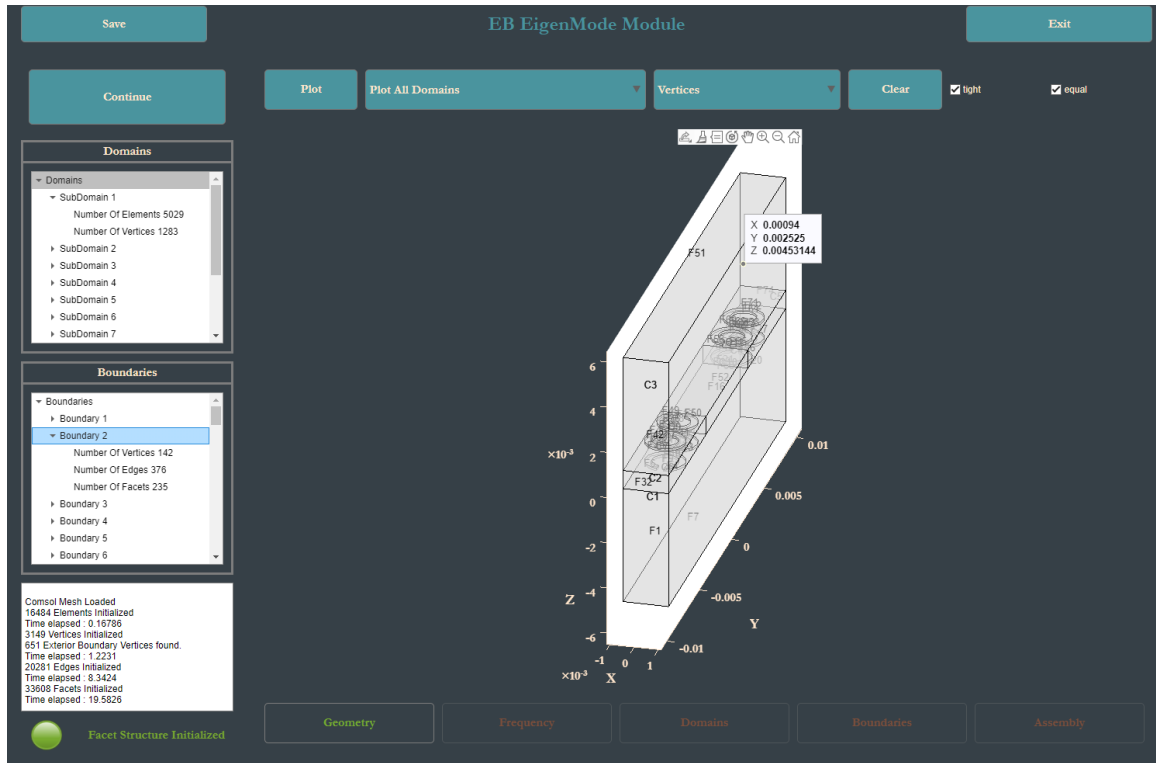 Save
EB EigenMode Module
Exit
Continue
Plot
Plot All Domains
Vertices
Clear
tight
equal
Domains
Domains
SubDomain 1
Number Of Elements 5029
Number Of Vertices 1283
SubDomain 2
SubDomain 3
SubDomain 4
SubDomain 5
SubDomain 6
SubDomain 7
Boundaries
Boundaries
Boundary 1
Boundary 2
Number Of Vertices 142
Number Of Edges 376
Number Of Facets 235
Boundary 3
Boundary 4
Boundary 5
Boundary 6
Comsol Mesh Loaded
16484 Elements Initialized
Time elapsed : 0.16786
3149 Vertices Initialized
651 Exterior Boundary Vertices found.
Time elapsed : 1.2231
20281 Edges Initialized
Time elapsed : 8.3424
33608 Facets Initialized
Time elapsed : 19.5826
Facet Structure Initialized
X 0.00094
Y 0.002525
Z 0.00453144
F51
F71
C3
F52
F16
F50
F42
F32
C2
C1
F7
F1
6
4
×10⁻³
2
0
-2
-4
-6
Z
0.01
0.005
0
-0.005
-0.01
Y
-1
0
1
×10⁻³
X
Geometry
Frequency
Domains
Boundaries
Assembly